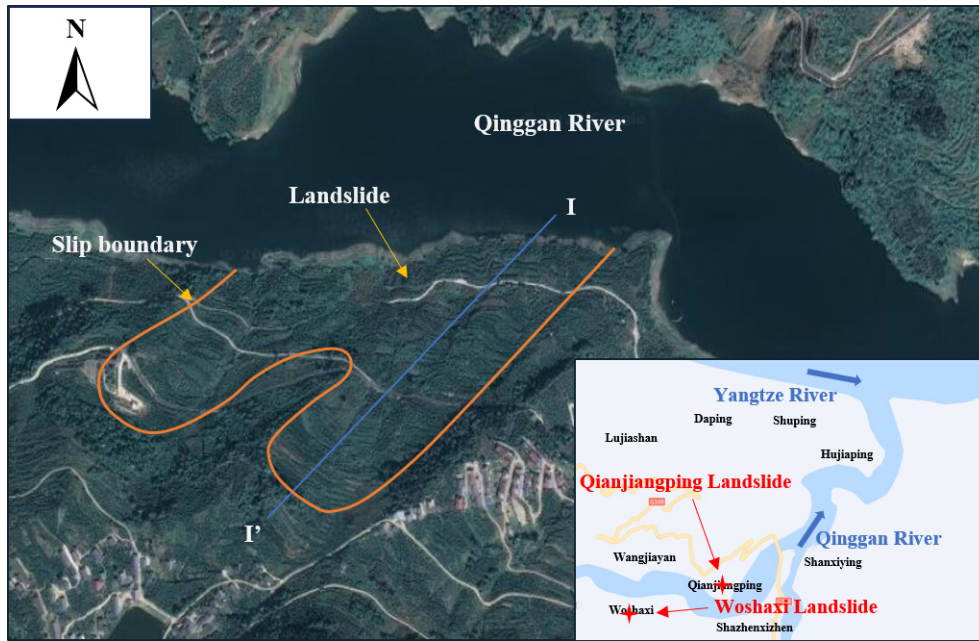 N
Qinggan River
Landslide
I
Slip boundary
I'
Yangtze River
Daping
Shuping
Lujiashan
Hujiaping
Qianjiangping Landslide
Qinggan River
Wangjiayan
Shanxiying
Qianjiangping
Woshaxi
Woshaxi Landslide
Shazhenxizhen